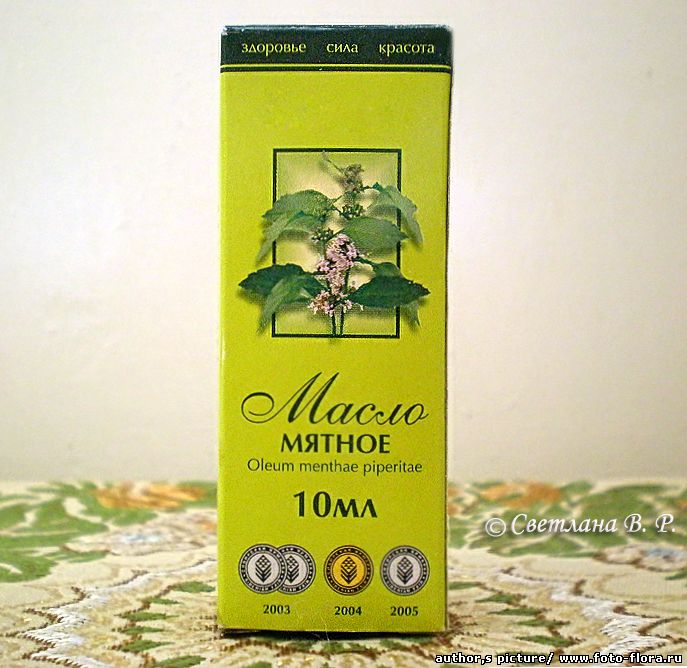 здоровье сила красота
Масло
МЯТНОЕ
Oleum menthae piperitae
10мл
© Светлана В. Р.
2003 2004 2005
author,s picture/ www.foto-flora.ru